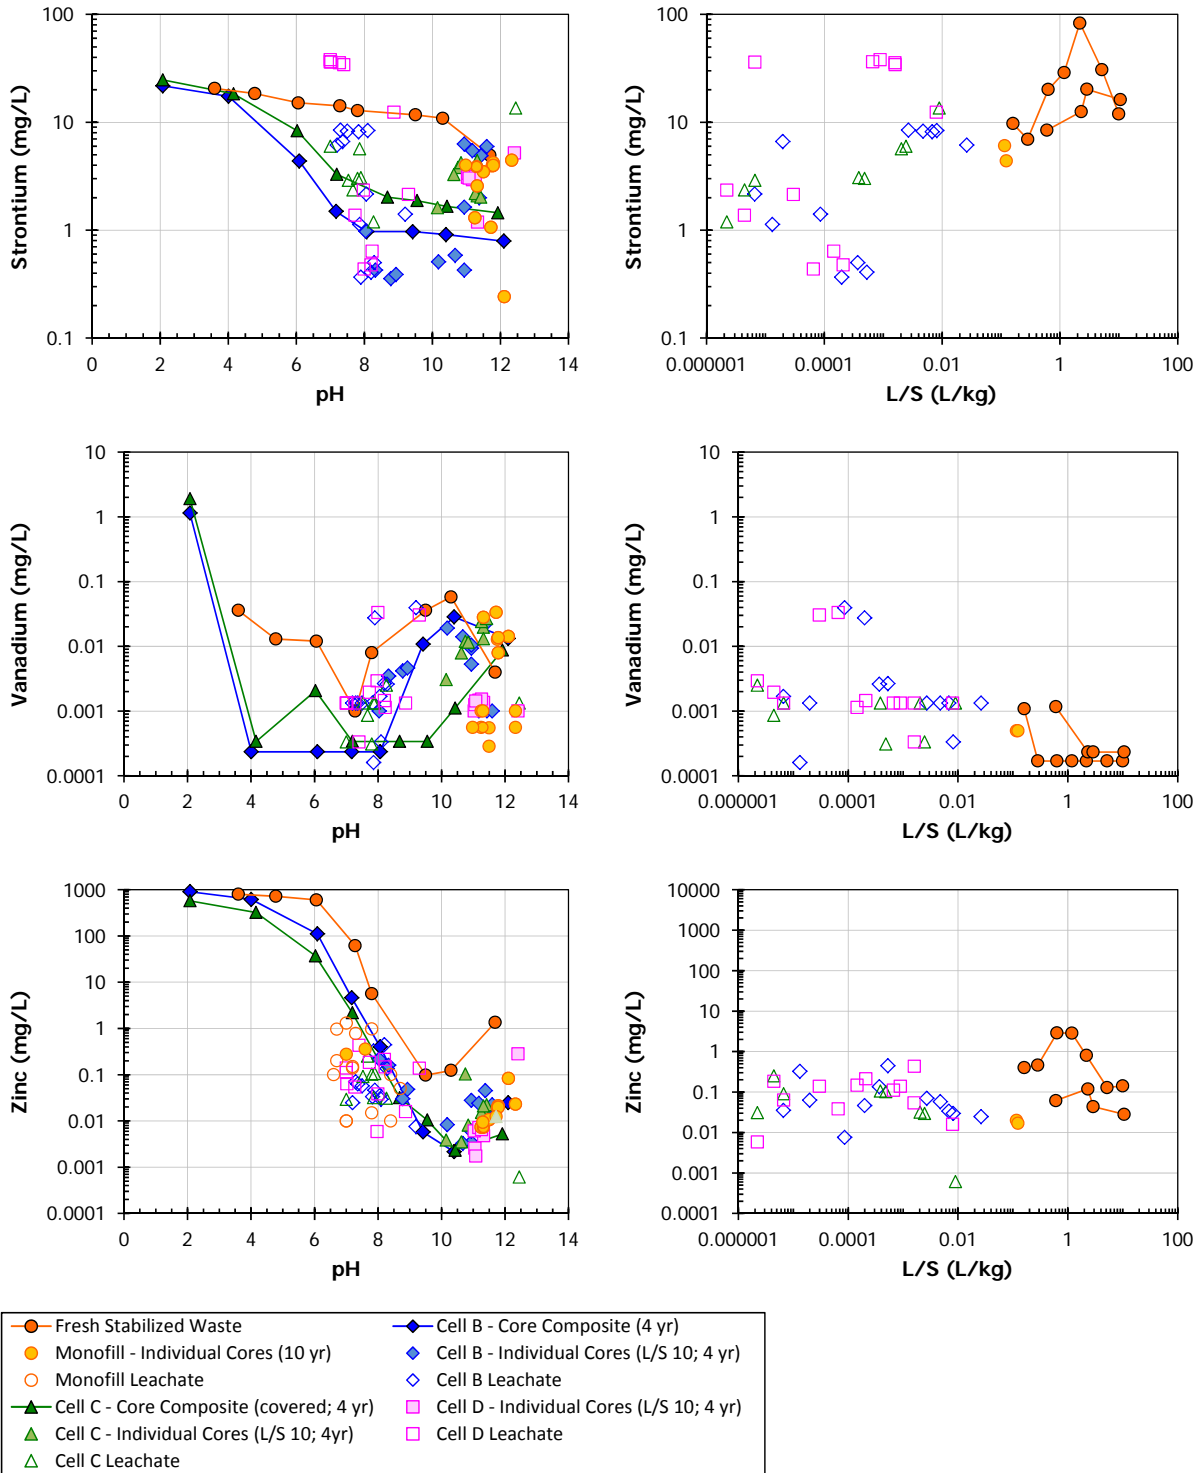 100
10
1
0.1
0 2 4 6 8 10 12 14
Strontium (mg/L)
pH
100
10
1
0.1
0.000001 0.0001 0.01 1 100
Strontium (mg/L)
L/S (L/kg)
10
1
0.1
0.01
0.001
0.0001
0 2 4 6 8 10 12 14
Vanadium (mg/L)
pH
10
1
0.1
0.01
0.001
0.0001
0.000001 0.0001 0.01 1 100
Vanadium (mg/L)
L/S (L/kg)
1000
100
10
1
0.1
0.01
0.001
0.0001
0 2 4 6 8 10 12 14
Zinc (mg/L)
pH
10000
1000
100
10
1
0.1
0.01
0.001
0.0001
0.000001 0.0001 0.01 1 100
Zinc (mg/L)
L/S (L/kg)
Fresh Stabilized Waste
Monofill - Individual Cores (10 yr)
Monofill Leachate
Cell C - Core Composite (covered; 4 yr)
Cell C - Individual Cores (L/S 10; 4yr)
Cell C Leachate
Cell B - Core Composite (4 yr)
Cell B - Individual Cores (L/S 10; 4 yr)
Cell B Leachate
Cell D - Individual Cores (L/S 10; 4 yr)
Cell D Leachate